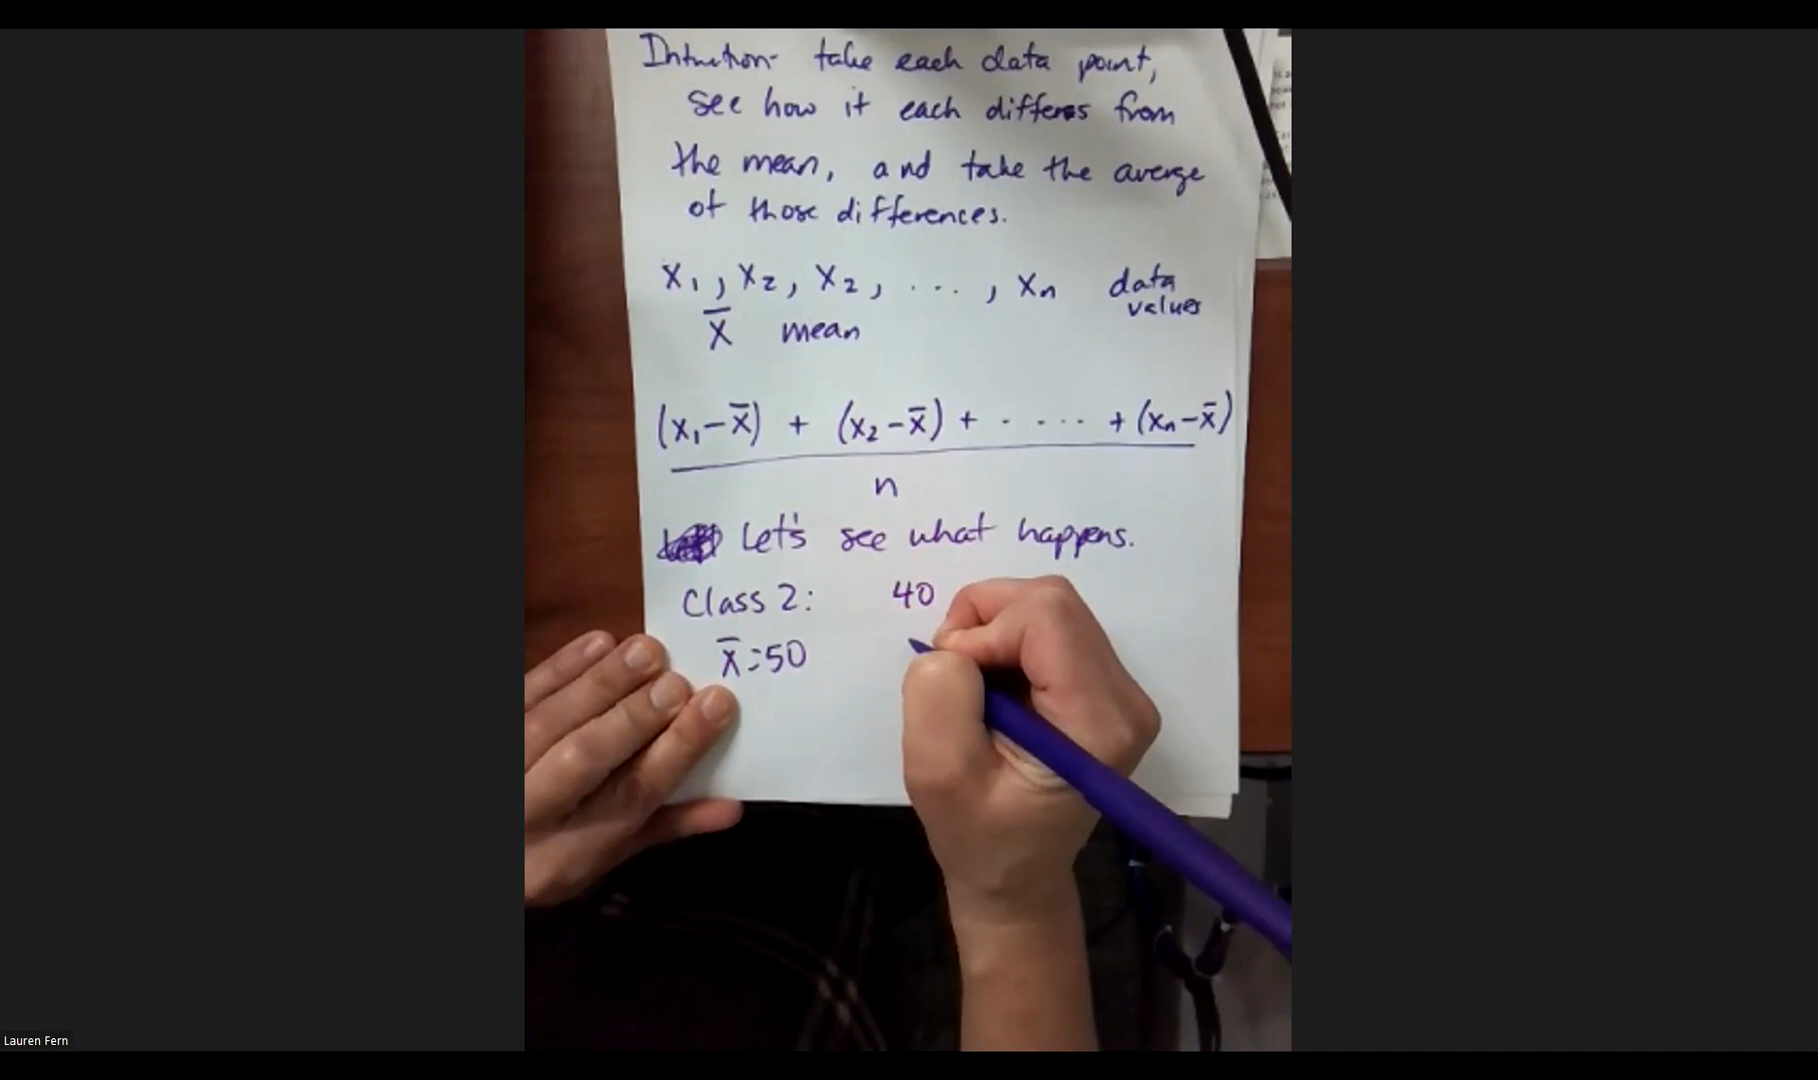 Intuition- take each data point,
see how it each differs from
the mean, and take the average
of those differences.
x₁, x₂, x₂, . . . , xₙ data values
x̄ mean
(x₁-x̄) + (x₂-x̄) + . . . . + (xₙ-x̄)
n
Let's see what happens.
Class 2: 40
x̄=50
Lauren Fern